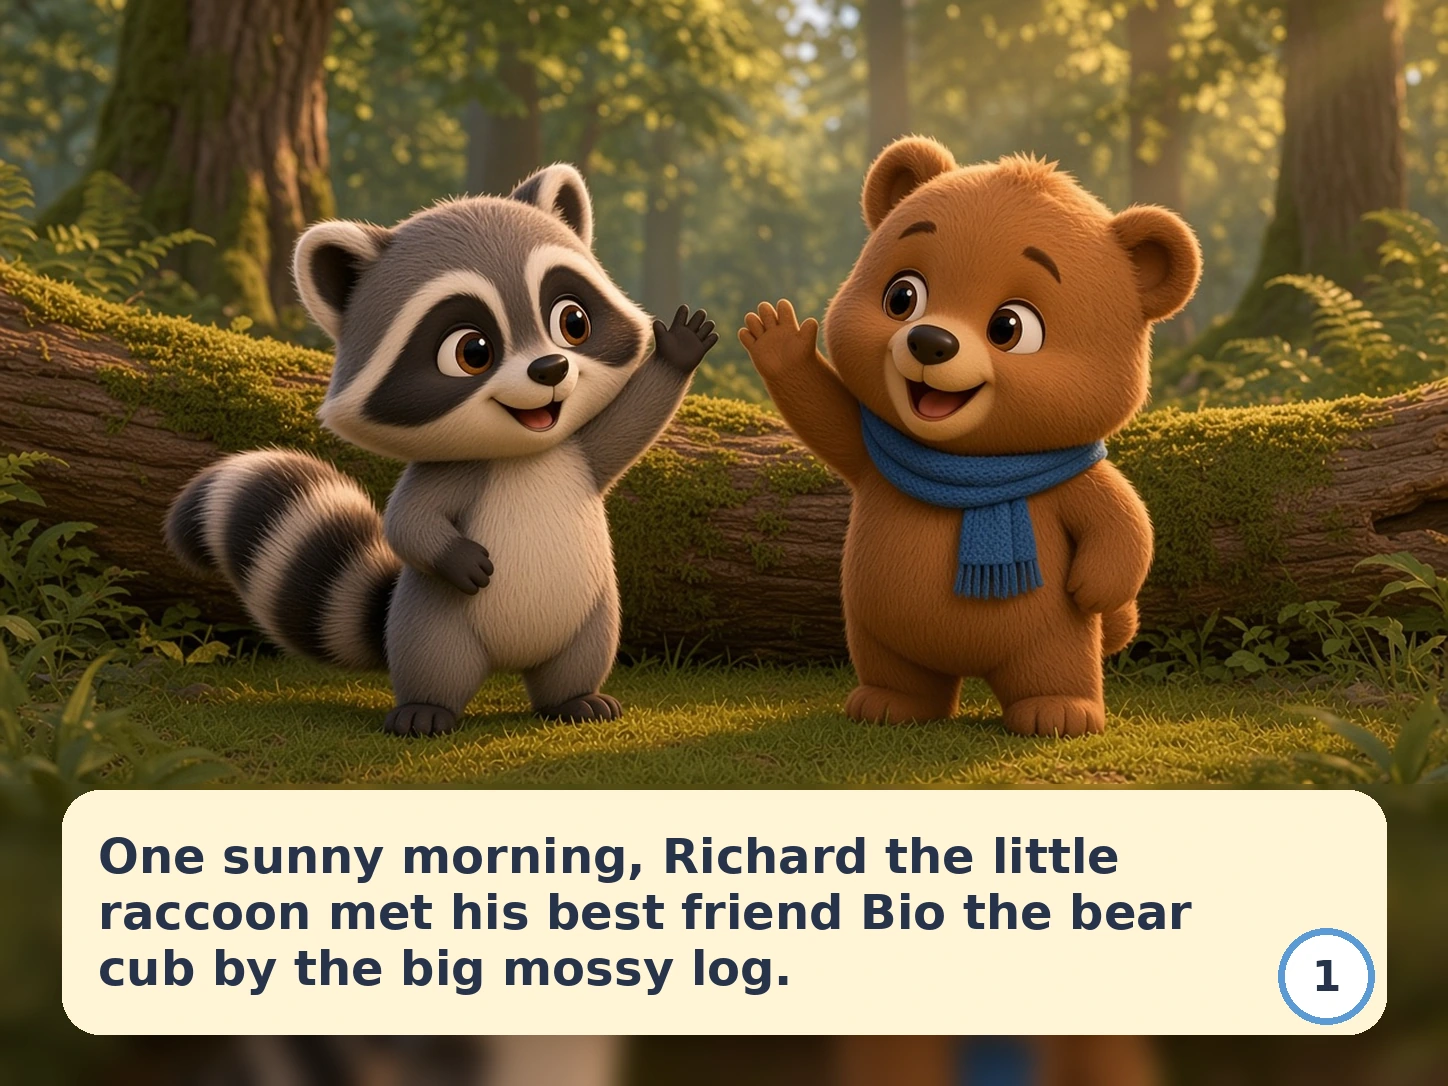 One sunny morning, Richard the little
raccoon met his best friend Bio the bear
cub by the big mossy log.
1